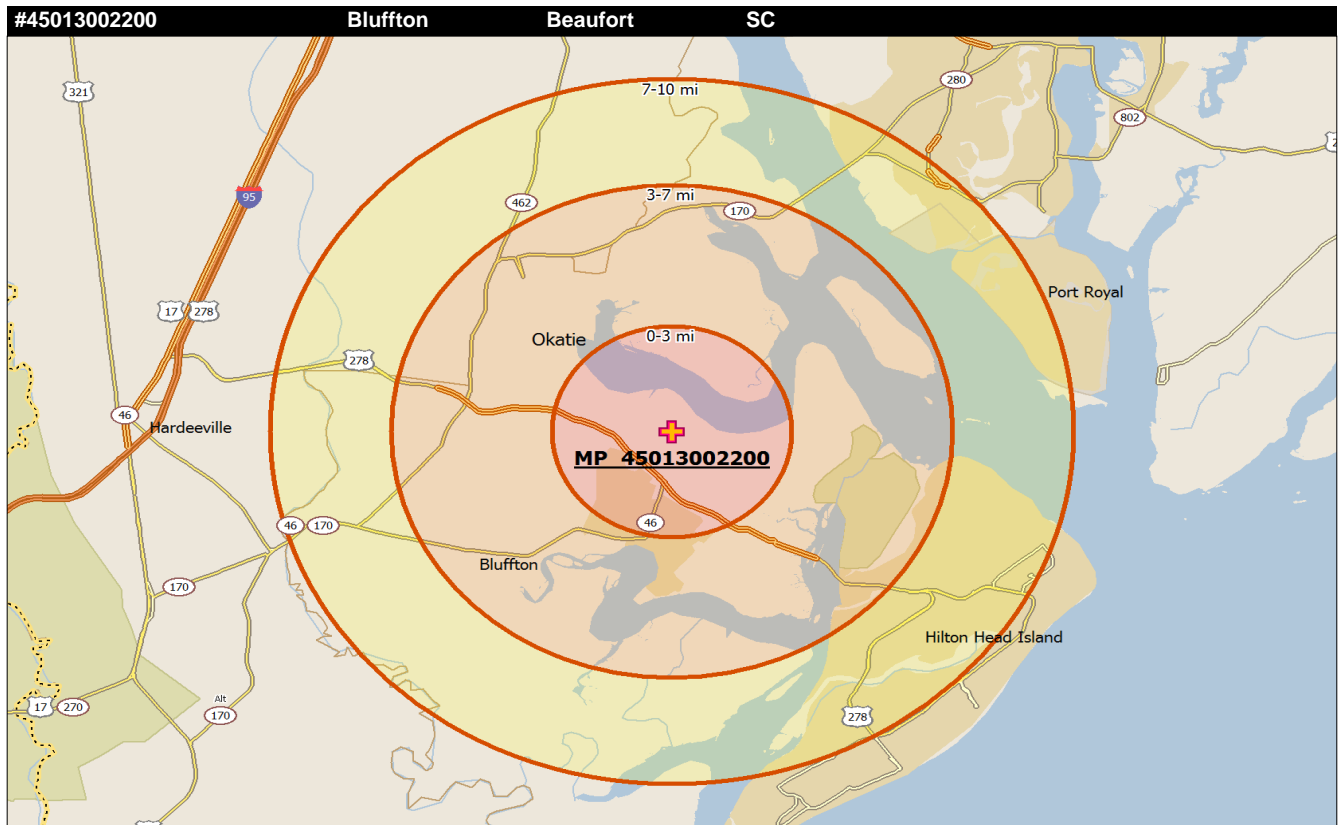 #45013002200 Bluffton Beaufort SC
7-10 mi
280
321
802
3-7 mi
95
462
170
Port Royal
17 278
0-3 mi
Okatie
278
46
Hardeeville
MP 45013002200
46 170
46
Bluffton
170
Hilton Head Island
Alt
17 270
170
278